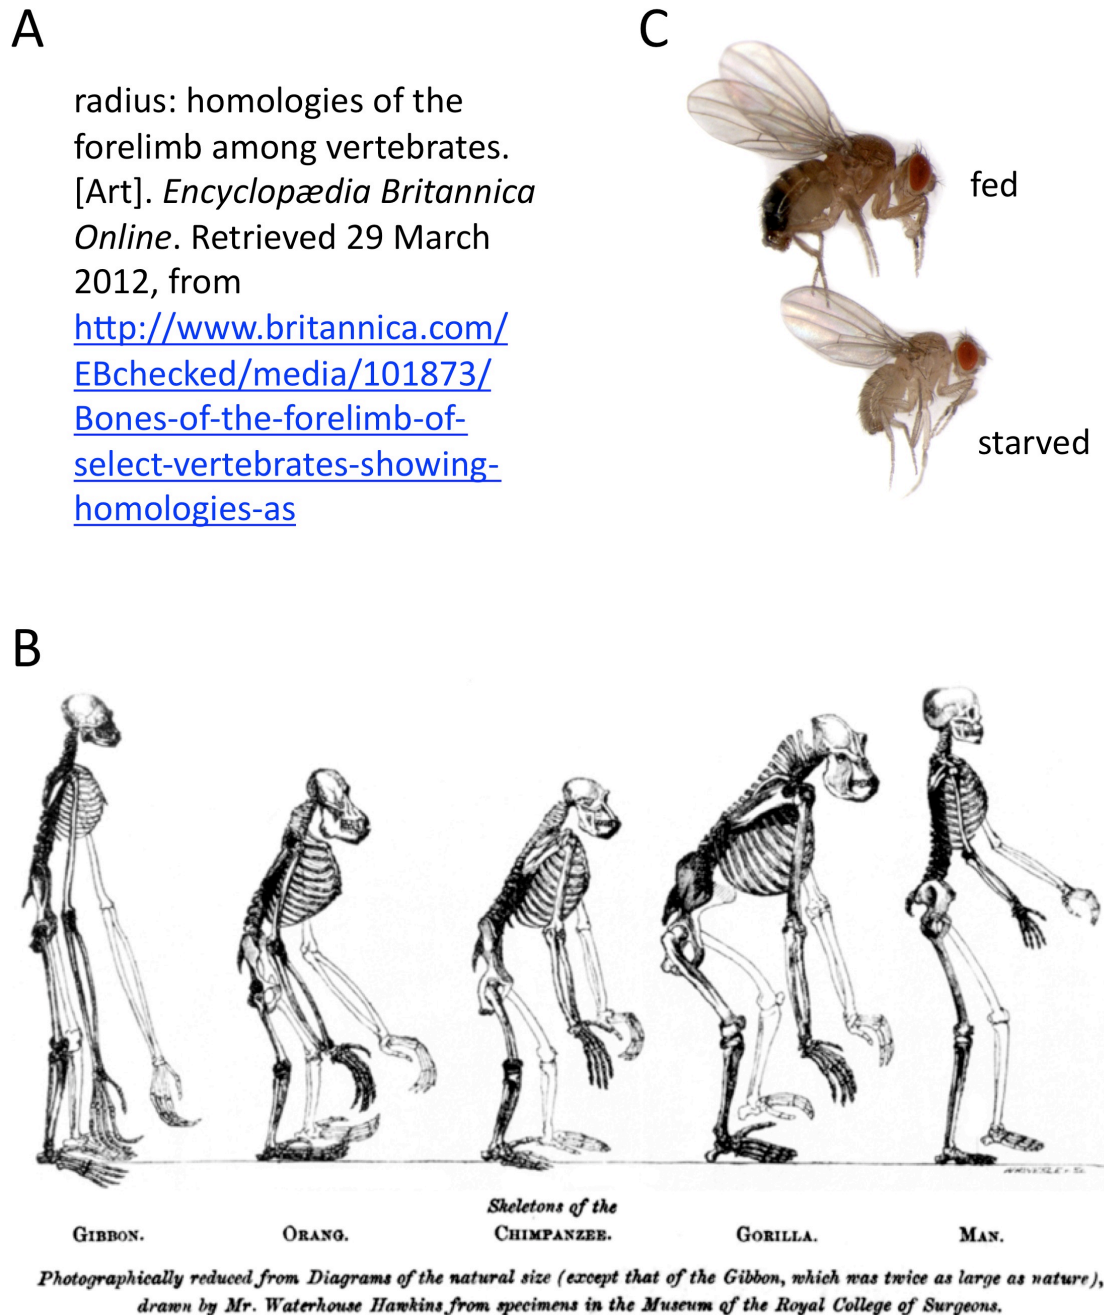 A
radius: homologies of the
forelimb among vertebrates.
[Art]. Encyclopædia Britannica
Online. Retrieved 29 March
2012, from
http://www.britannica.com/
EBchecked/media/101873/
Bones-of-the-forelimb-of-
select-vertebrates-showing-
homologies-as
C
fed
starved
B
Skeletons of the
GIBBON. ORANG. CHIMPANZEE. GORILLA. MAN.
Photographically reduced from Diagrams of the natural size (except that of the Gibbon, which was twice as large as nature),
drawn by Mr. Waterhouse Hawkins from specimens in the Museum of the Royal College of Surgeons.